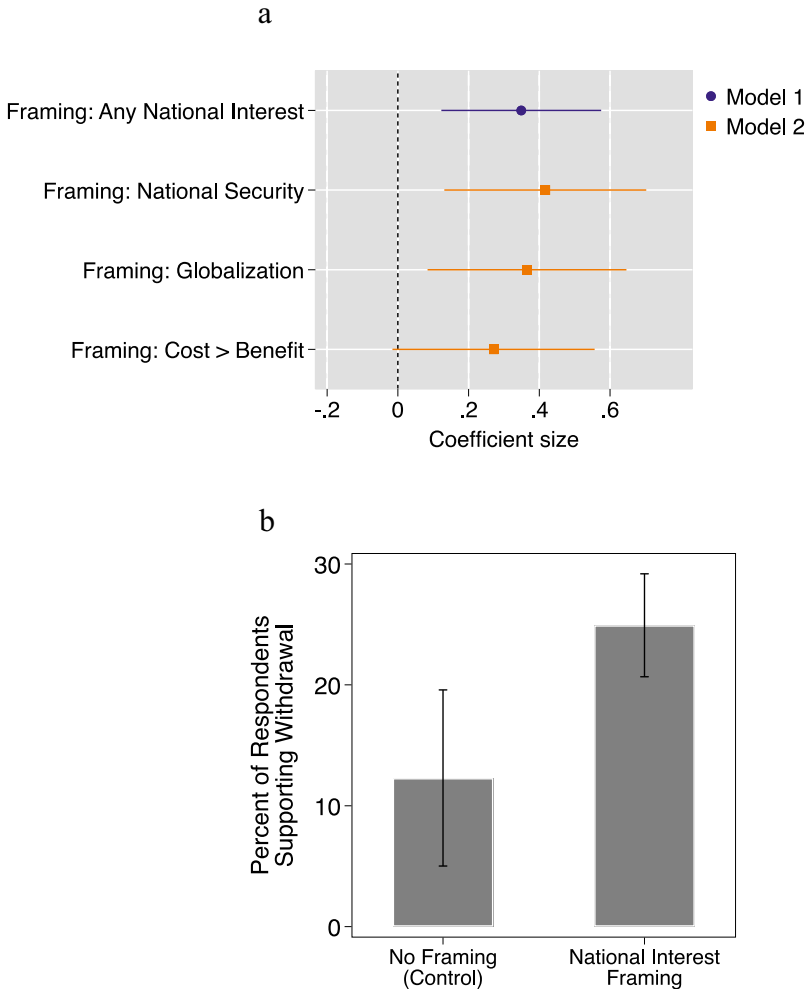 a
Framing: Any National Interest
Framing: National Security
Framing: Globalization
Framing: Cost > Benefit
-.2 0 .2 .4 .6
Coefficient size
Model 1
Model 2
b
Percent of Respondents
Supporting Withdrawal
30
20
10
0
No Framing
(Control)
National Interest
Framing